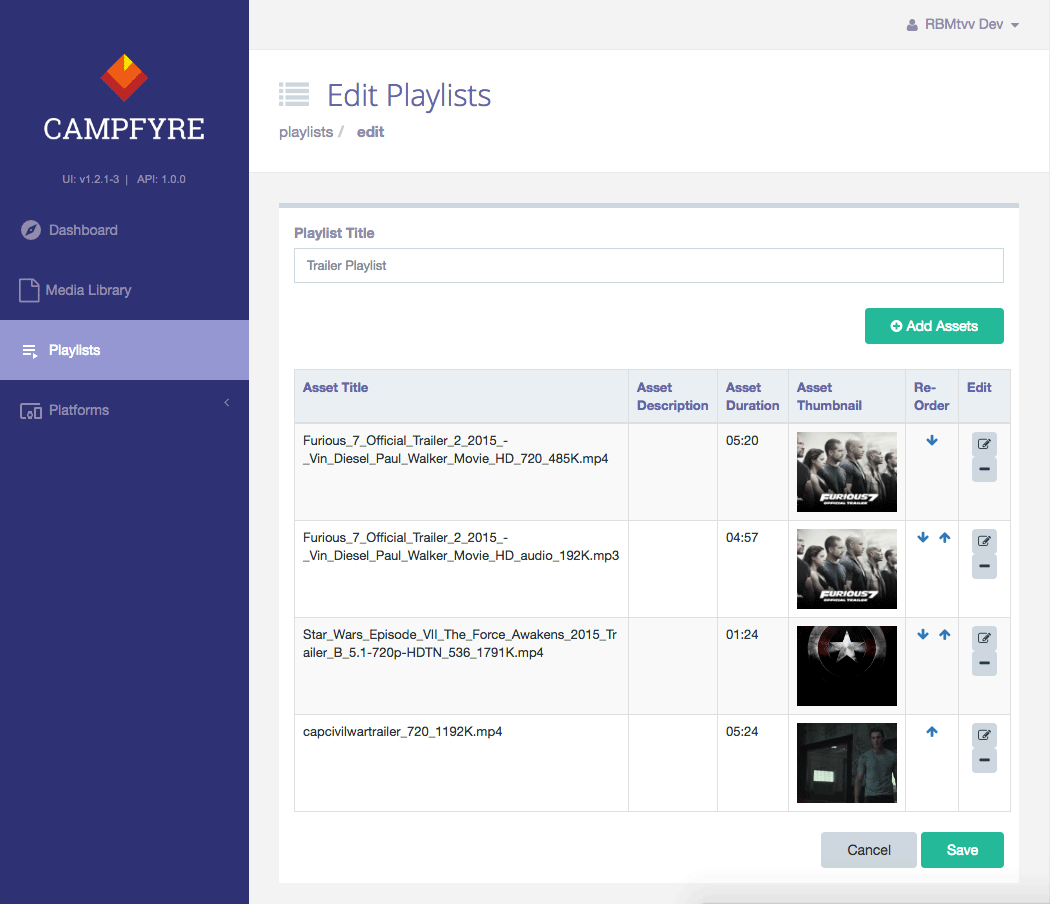 RBMtvv Dev
CAMPFYRE
UI: v1.2.1-3 | API: 1.0.0
Dashboard
Media Library
Playlists
Platforms
Edit Playlists
playlists / edit
Playlist Title
Trailer Playlist
Add Assets
Asset Title
Asset
Description
Asset
Duration
Asset
Thumbnail
Re-
Order
Edit
Furious_7_Official_Trailer_2_2015_-
_Vin_Diesel_Paul_Walker_Movie_HD_720_485K.mp4
05:20
FURIOUS 7
OFFICIAL TRAILER
Furious_7_Official_Trailer_2_2015_-
_Vin_Diesel_Paul_Walker_Movie_HD_audio_192K.mp3
04:57
FURIOUS 7
OFFICIAL TRAILER
Star_Wars_Episode_VII_The_Force_Awakens_2015_Tr
ailer_B_5.1-720p-HDTN_536_1791K.mp4
01:24
capcivilwartrailer_720_1192K.mp4
05:24
Cancel
Save